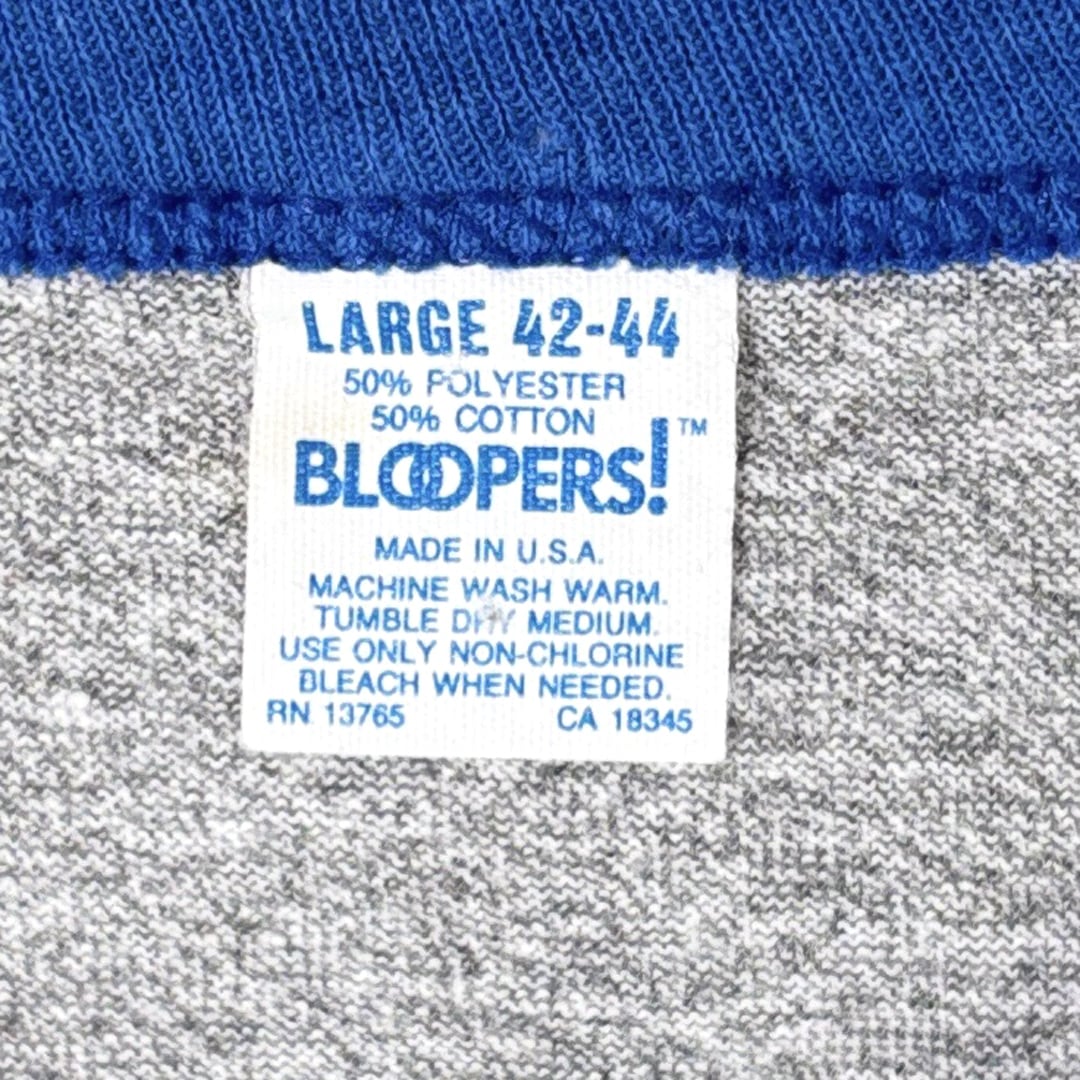 LARGE 42-44
50% POLYESTER
50% COTTON
BLOOPERS!™
MADE IN U.S.A.
MACHINE WASH WARM.
TUMBLE DRY MEDIUM.
USE ONLY NON-CHLORINE
BLEACH WHEN NEEDED.
RN 13765 CA 18345